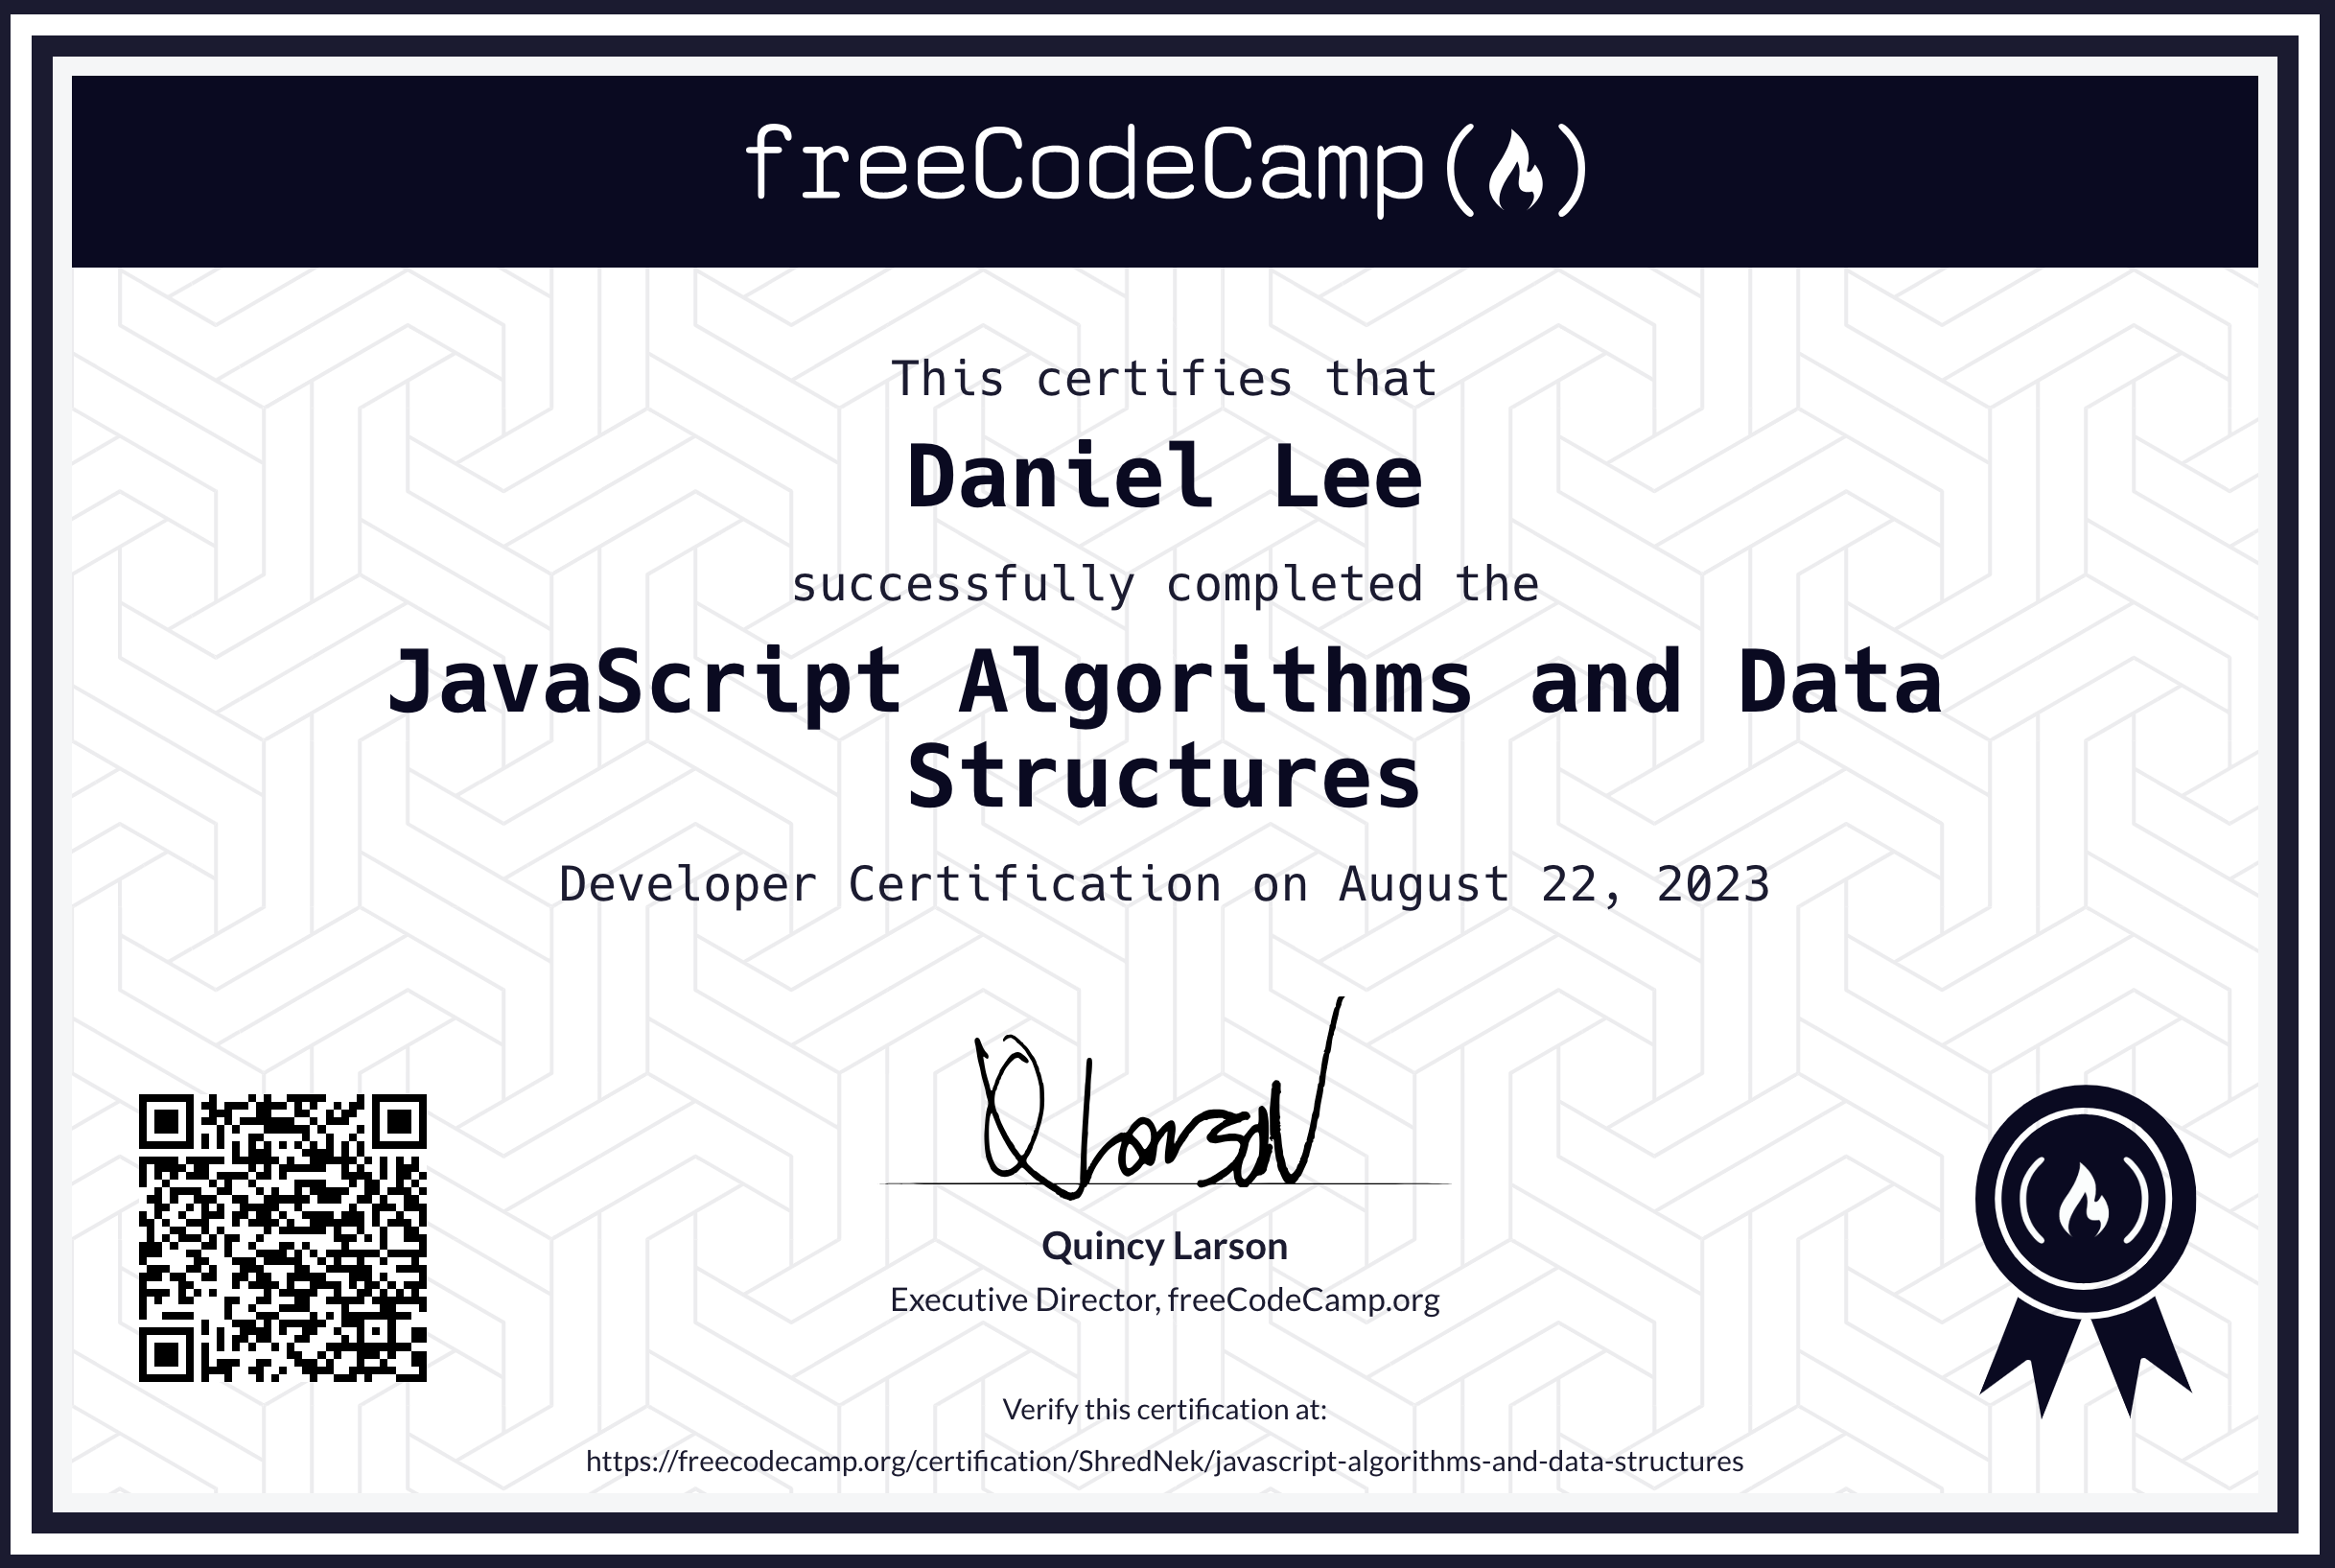 freeCodeCamp(🔥)
This certifies that
Daniel Lee
successfully completed the
JavaScript Algorithms and Data
Structures
Developer Certification on August 22, 2023
QLarson
Quincy Larson
Executive Director, freeCodeCamp.org
Verify this certification at:
https://freecodecamp.org/certification/ShredNek/javascript-algorithms-and-data-structures